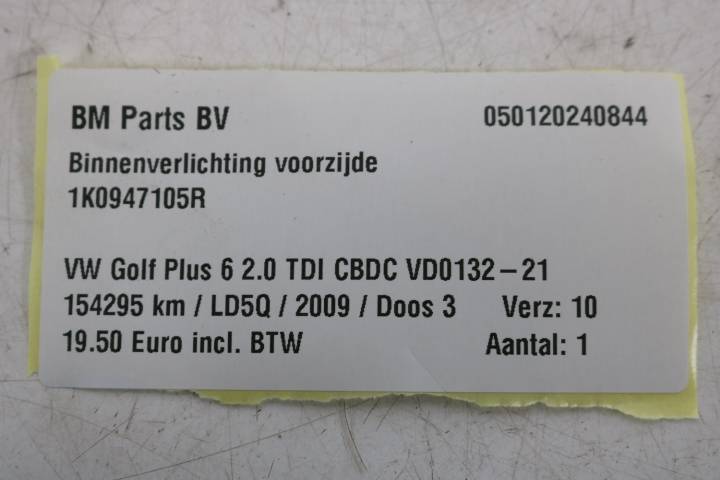 BM Parts BV 050120240844
Binnenverlichting voorzijde
1K0947105R
VW Golf Plus 6 2.0 TDI CBDC VD0132-21
154295 km / LD5Q / 2009 / Doos 3 Verz: 10
19.50 Euro incl. BTW Aantal: 1